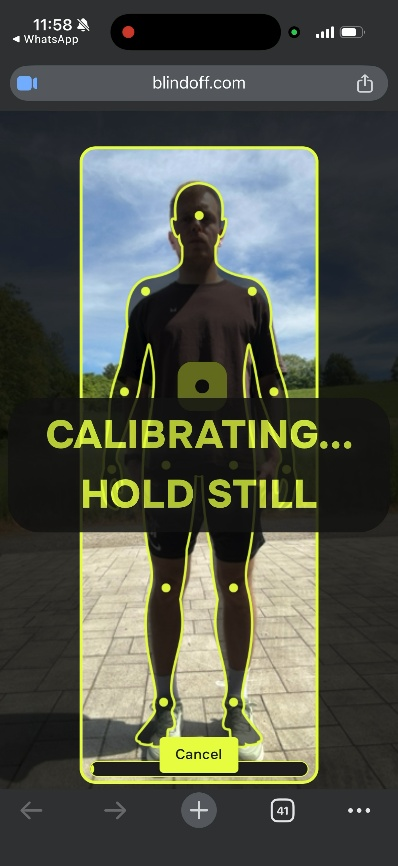 11:58
WhatsApp
blindoff.com
CALIBRATING...
HOLD STILL
Cancel
41